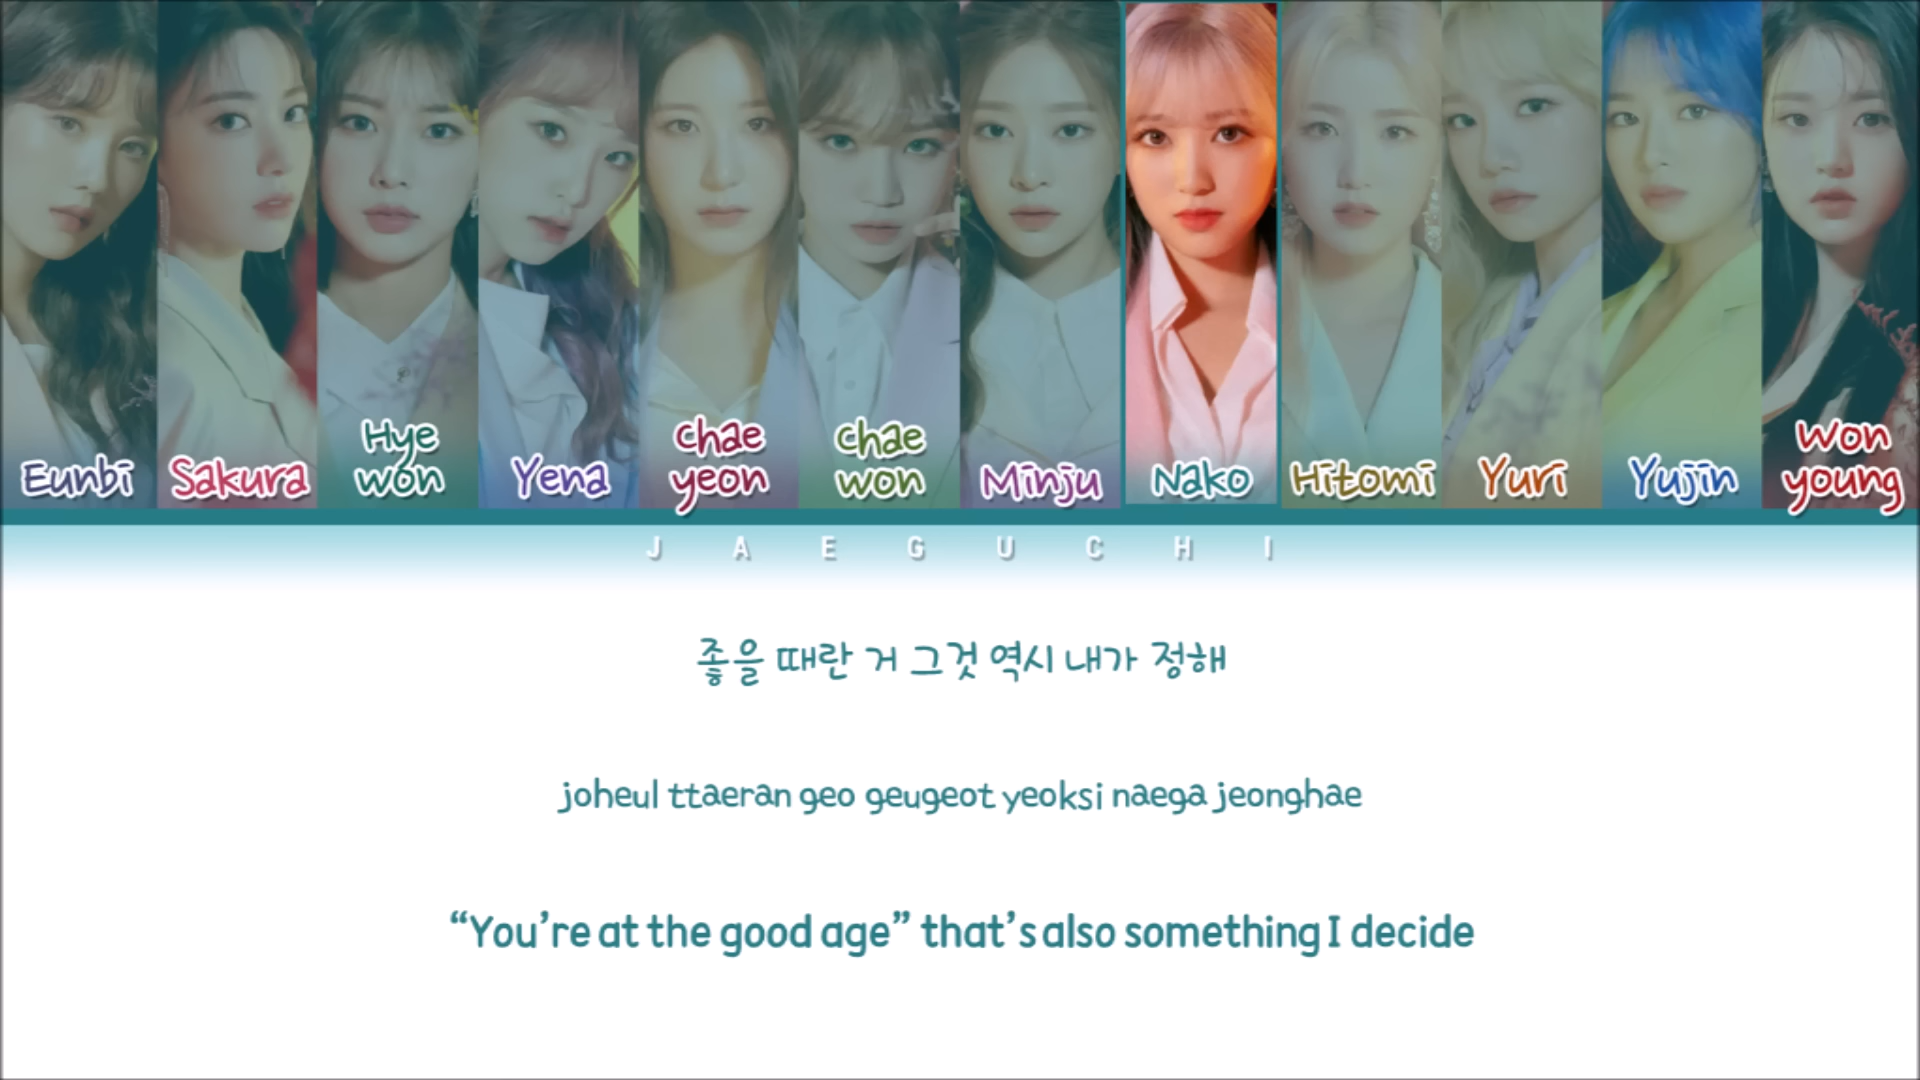 Eunbi
Sakura
Hye
won
Yena
chae
yeon
chae
won
Minju
Nako
Hitomi
Yuri
Yujin
Won
young
JAEGUCHI
좋을 때란 거 그것 역시 내가 정해
joheul ttaeran geo geugeot yeoksi naega jeonghae
“You’re at the good age” that’s also something I decide